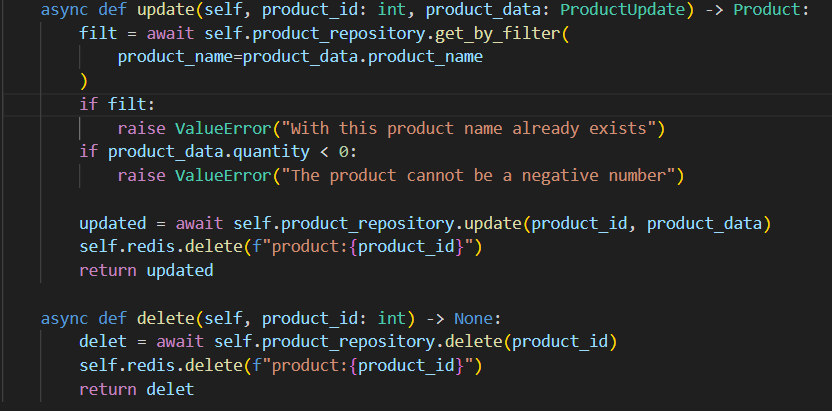 async def update(self, product_id: int, product_data: ProductUpdate) -> Product:
filt = await self.product_repository.get_by_filter(
product_name=product_data.product_name
)
if filt:
raise ValueError("With this product name already exists")
if product_data.quantity < 0:
raise ValueError("The product cannot be a negative number")
updated = await self.product_repository.update(product_id, product_data)
self.redis.delete(f"product:{product_id}")
return updated
async def delete(self, product_id: int) -> None:
delet = await self.product_repository.delete(product_id)
self.redis.delete(f"product:{product_id}")
return delet